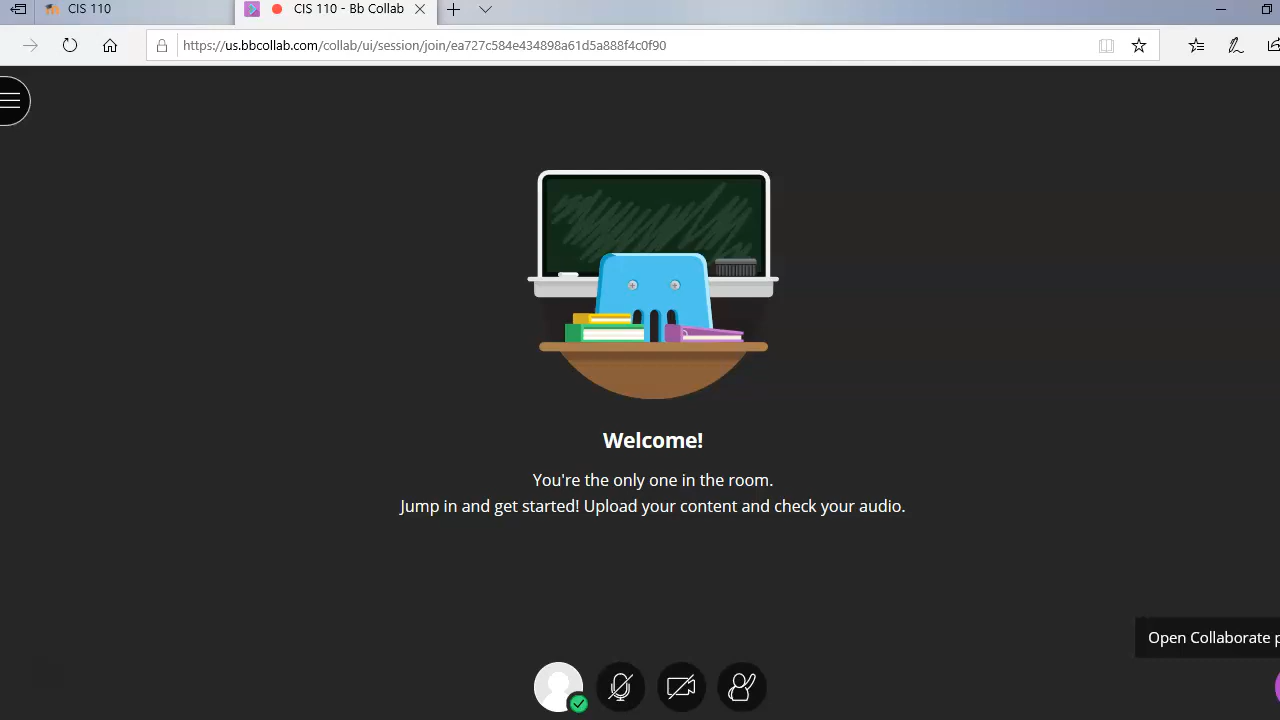 CIS 110
CIS 110 - Bb Collab
https://us.bbcollab.com/collab/ui/session/join/ea727c584e434898a61d5a888f4c0f90
Welcome!
You're the only one in the room.
Jump in and get started! Upload your content and check your audio.
Open Collaborate p